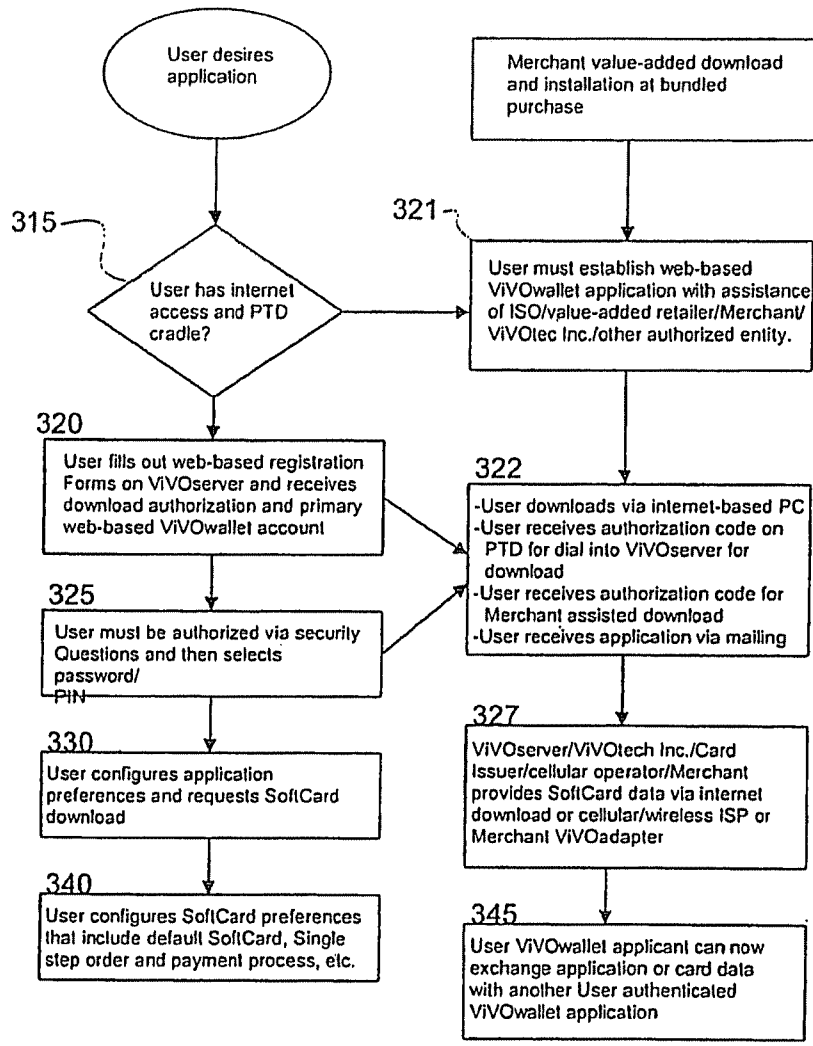 User desires
application
Merchant value-added download
and installation at bundled
purchase
315
User has internet
access and PTD
cradle?
321
User must establish web-based
ViVOwallet application with assistance
of ISO/value-added retailer/Merchant/
ViVOtec Inc./other authorized entity.
320
User fills out web-based registration
Forms on ViVOserver and receives
download authorization and primary
web-based ViVOwallet account
322
-User downloads via internet-based PC
-User receives authorization code on
PTD for dial into ViVOserver for
download
-User receives authorization code for
Merchant assisted download
-User receives application via mailing
325
User must be authorized via security
Questions and then selects
password/
PIN
327
ViVOserver/ViVOtech Inc./Card
Issuer/cellular operator/Merchant
provides SoftCard data via internet
download or cellular/wireless ISP or
Merchant ViVOadapter
330
User configures application
preferences and requests SoftCard
download
340
User configures SoftCard preferences
that include default SoftCard, Single
step order and payment process, etc.
345
User ViVOwallet applicant can now
exchange application or card data
with another User authenticated
ViVOwallet application